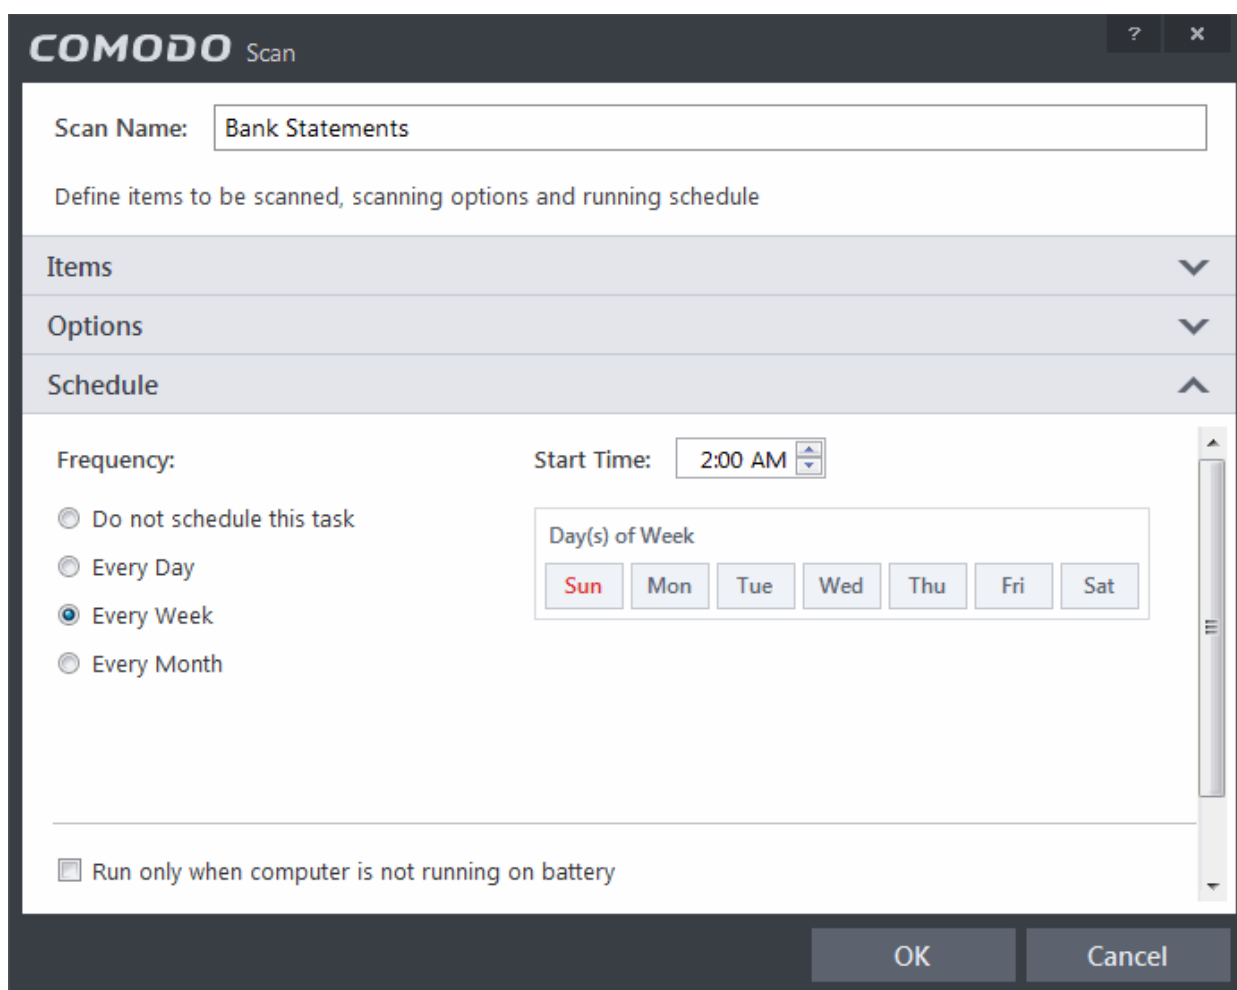 COMODO Scan
? ×
Scan Name: Bank Statements
Define items to be scanned, scanning options and running schedule
Items
Options
Schedule
Frequency: Start Time: 2:00 AM
Do not schedule this task
Day(s) of Week
Every Day
Sun Mon Tue Wed Thu Fri Sat
Every Week
Every Month
Run only when computer is not running on battery
OK Cancel